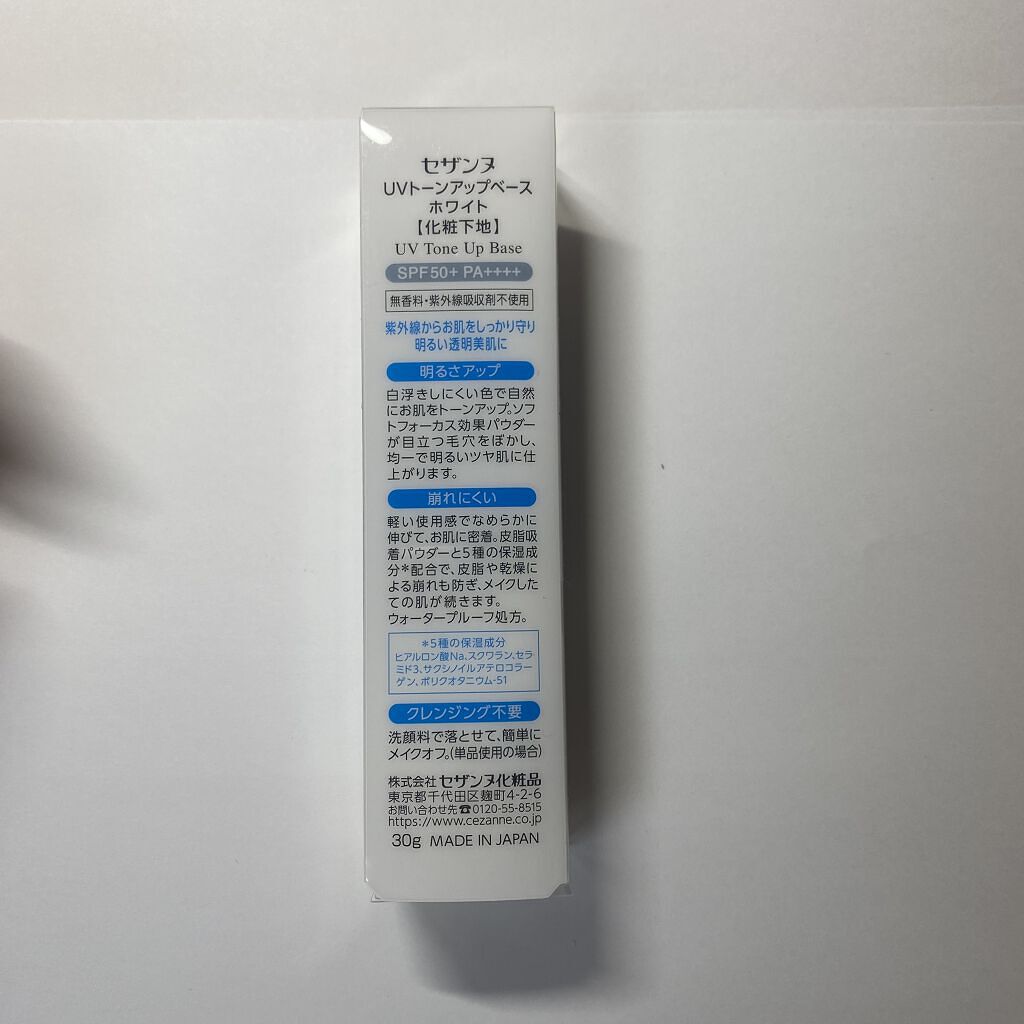 セザンヌ
UVトーンアップベース
ホワイト
【化粧下地】
UV Tone Up Base
SPF50+ PA++++
無香料・紫外線吸収剤不使用
紫外線からお肌をしっかり守り
明るい透明美肌に
明るさアップ
白浮きしにくい色で自然
にお肌をトーンアップ。ソフ
トフォーカス効果パウダー
が目立つ毛穴をぼかし、
均一で明るいツヤ肌に仕
上がります。
崩れにくい
軽い使用感でなめらかに
伸びて、お肌に密着。皮脂吸
着パウダーと5種の保湿成
分*配合で、皮脂や乾燥に
よる崩れも防ぎ、メイクした
ての肌が続きます。
ウォータープルーフ処方。
*5種の保湿成分
ヒアルロン酸Na、スクワラン、セラ
ミド3、サクシノイルアテロコラー
ゲン、ポリクオタニウム-51
クレンジング不要
洗顔料で落とせて、簡単に
メイクオフ。(単品使用の場合)
株式会社 セザンヌ化粧品
東京都千代田区麹町4-2-6
お問い合わせ先☎0120-55-8515
https://www.cezanne.co.jp
30g MADE IN JAPAN